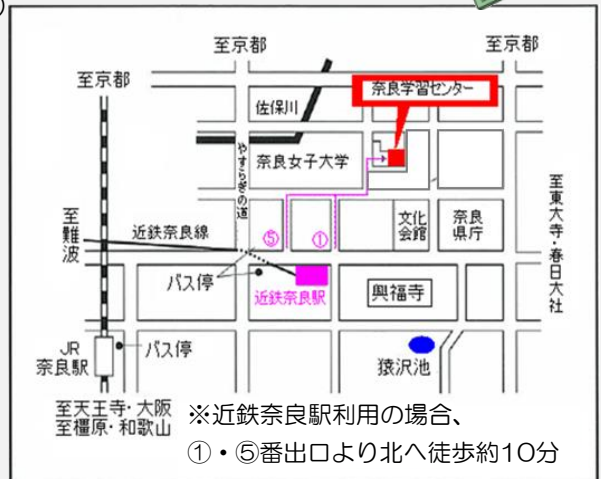 至京都
至京都
至京都
奈良学習センター
佐保川
やすらぎの道
奈良女子大学
至難波
近鉄奈良線
⑤
①
文化
会館
奈良
県庁
至東大寺・春日大社
バス停
近鉄奈良駅
興福寺
JR
奈良駅
バス停
猿沢池
至天王寺・大阪
至橿原・和歌山
※近鉄奈良駅利用の場合、
①・⑤番出口より北へ徒歩約10分